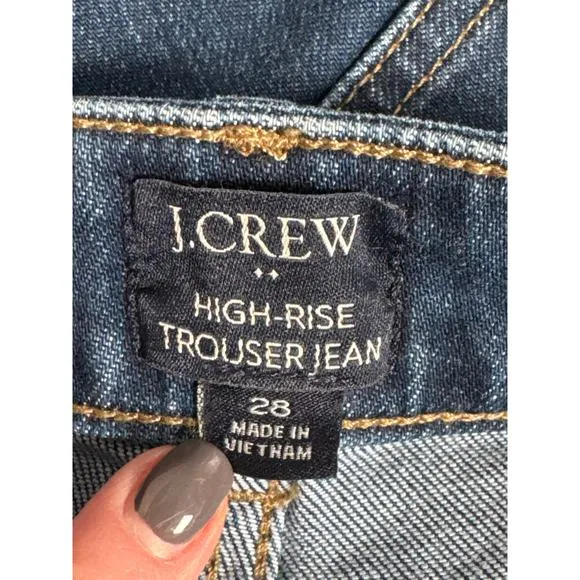 J.CREW
HIGH-RISE
TROUSER JEAN
28
MADE IN
VIETNAM